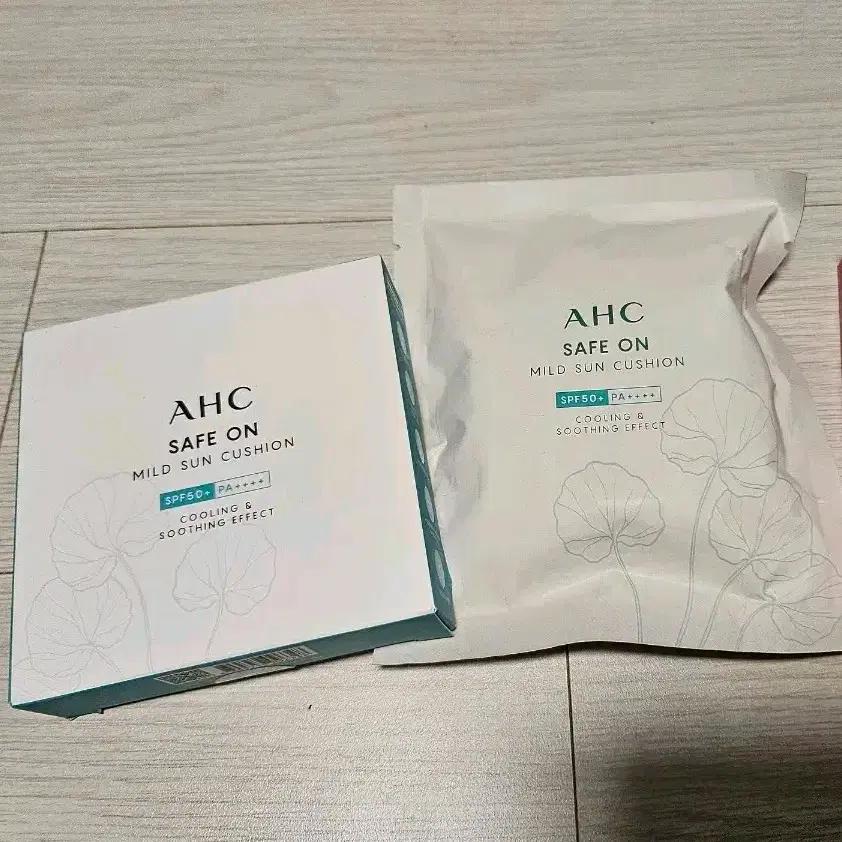 AHC
SAFE ON
MILD SUN CUSHION
SPF50+ PA++++
COOLING &
SOOTHING EFFECT
AHC
SAFE ON
MILD SUN CUSHION
SPF50+ PA++++
COOLING &
SOOTHING EFFECT